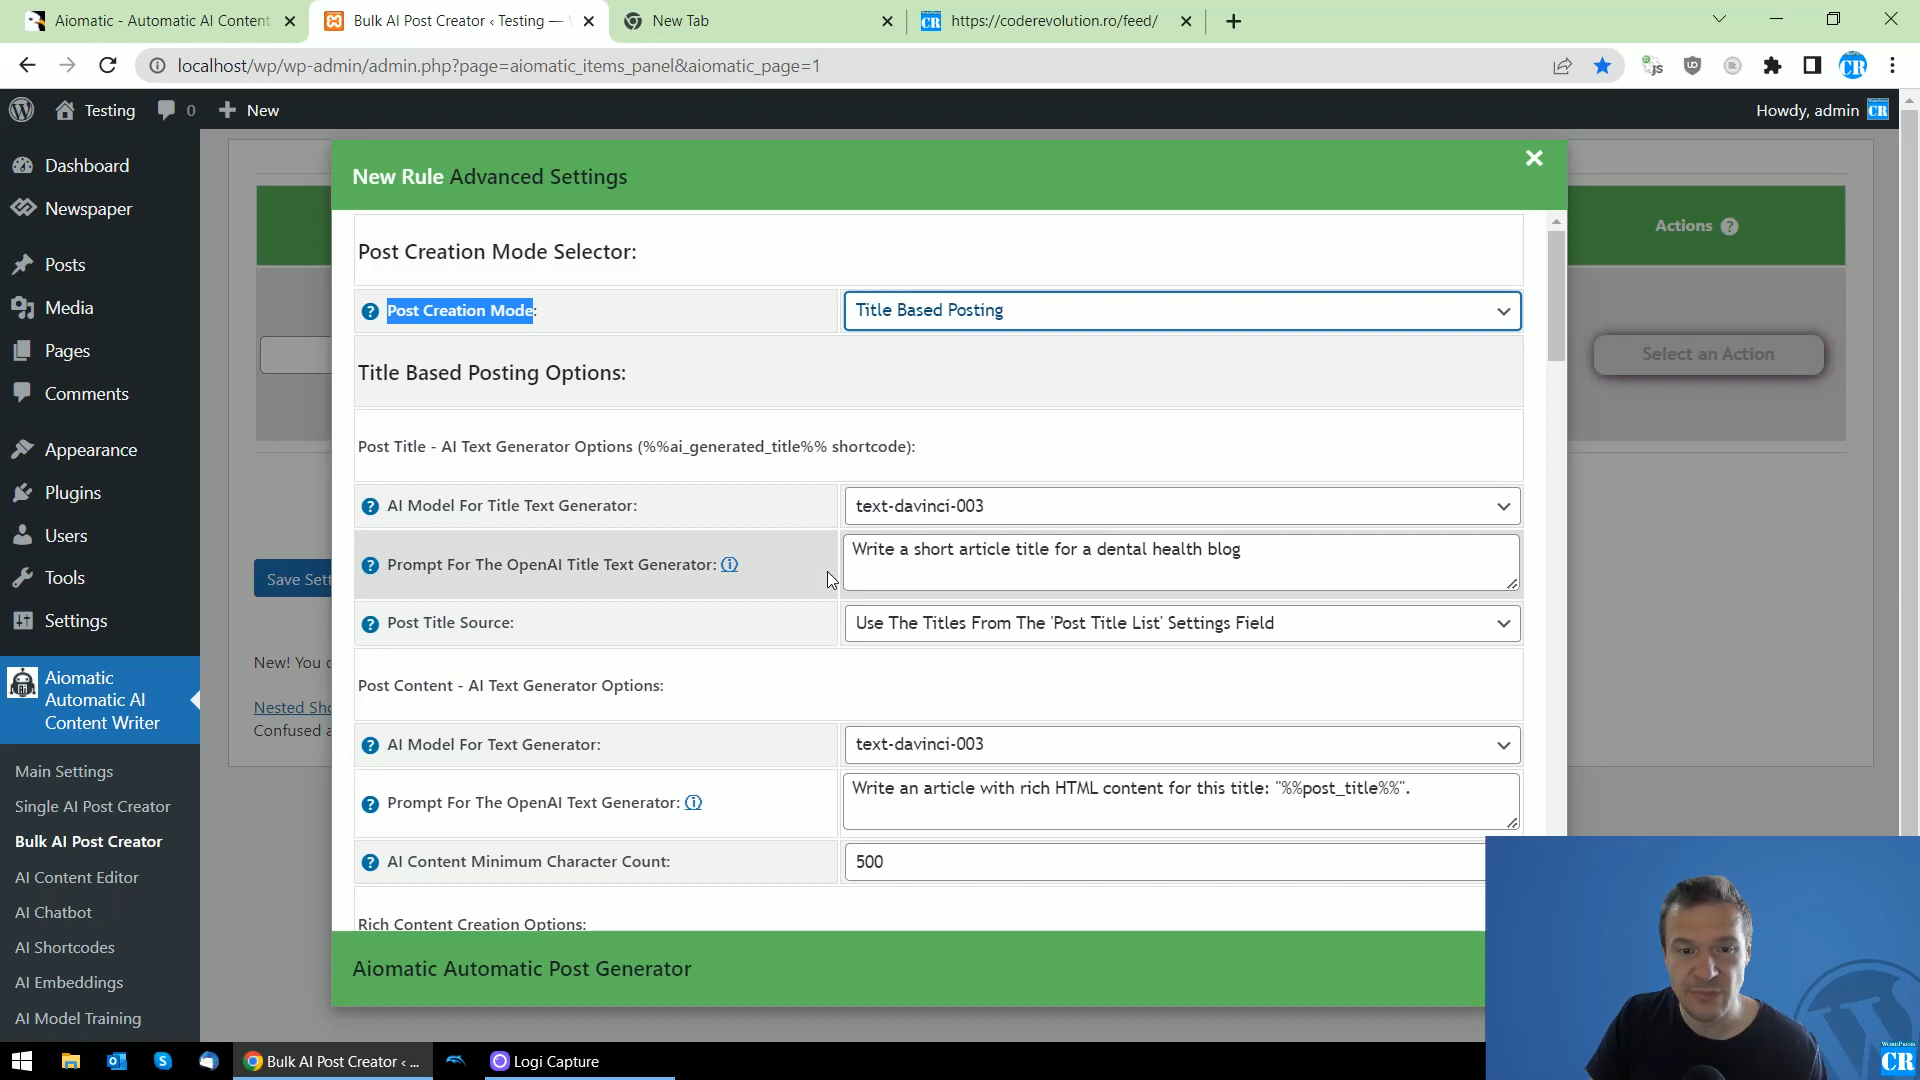 Aiomatic - Automatic AI Content
Bulk AI Post Creator ‹ Testing —
New Tab
CR
https://coderevolution.ro/feed/
localhost/wp/wp-admin/admin.php?page=aiomatic_items_panel&aiomatic_page=1
Testing
0
New
Howdy, admin
CR
Dashboard
Newspaper
Posts
Media
Pages
Comments
Appearance
Plugins
Users
Tools
Settings
Aiomatic
Automatic AI
Content Writer
Main Settings
Single AI Post Creator
Bulk AI Post Creator
AI Content Editor
AI Chatbot
AI Shortcodes
AI Embeddings
AI Model Training
New Rule Advanced Settings
Actions
Select an Action
Post Creation Mode Selector:
Post Creation Mode:
Title Based Posting
Title Based Posting Options:
Post Title - AI Text Generator Options (%%ai_generated_title%% shortcode):
AI Model For Title Text Generator:
text-davinci-003
Prompt For The OpenAI Title Text Generator:
Write a short article title for a dental health blog
Post Title Source:
Use The Titles From The 'Post Title List' Settings Field
Post Content - AI Text Generator Options:
AI Model For Text Generator:
text-davinci-003
Prompt For The OpenAI Text Generator:
Write an article with rich HTML content for this title: "%%post_title%%".
AI Content Minimum Character Count:
500
Rich Content Creation Options:
Save Set
New! You
Nested Sh
Confused a
Aiomatic Automatic Post Generator
Bulk AI Post Creator ‹ ...
Logi Capture
WORDPRESS
CR